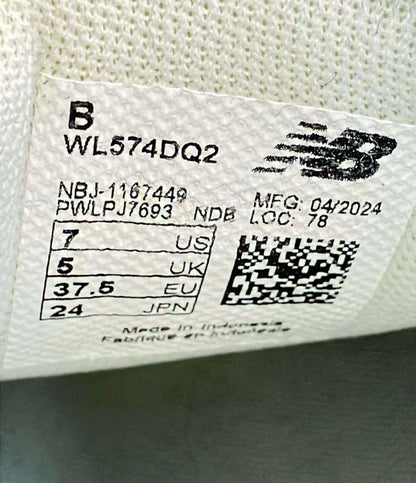 B
WL574DQ2
NB
NBJ-1167449
PWLPJ7693 NDB
MFG: 04/2024
LOC: 78
7 US
5 UK
37.5 EU
24 JPN
Made in Indonesia
Fabriqué en Indonésie